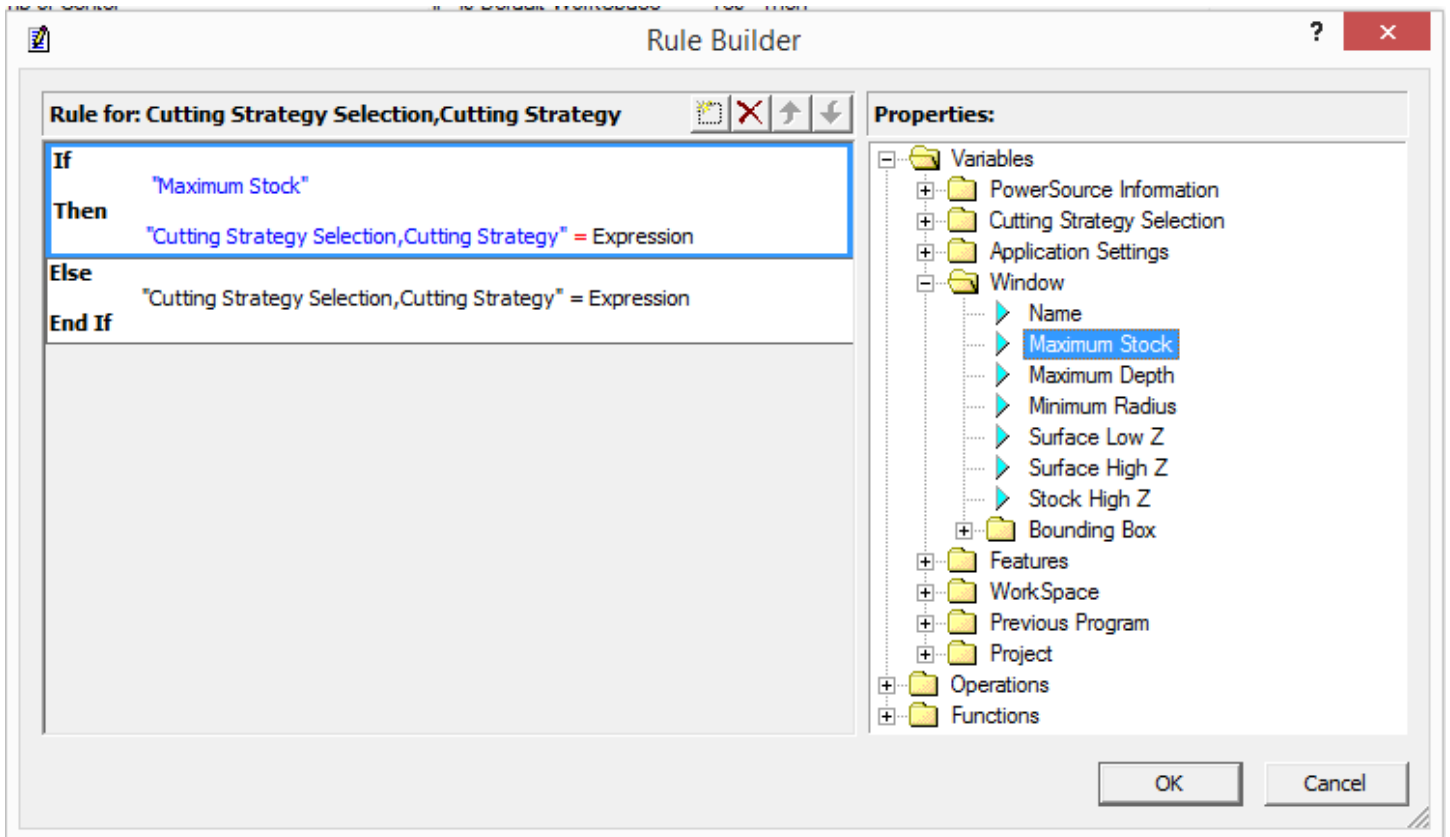 Rule Builder
?
Rule for: Cutting Strategy Selection,Cutting Strategy
Properties:
If
"Maximum Stock"
Then
"Cutting Strategy Selection,Cutting Strategy" = Expression
Else
"Cutting Strategy Selection,Cutting Strategy" = Expression
End If
Variables
PowerSource Information
Cutting Strategy Selection
Application Settings
Window
Name
Maximum Stock
Maximum Depth
Minimum Radius
Surface Low Z
Surface High Z
Stock High Z
Bounding Box
Features
WorkSpace
Previous Program
Project
Operations
Functions
OK
Cancel